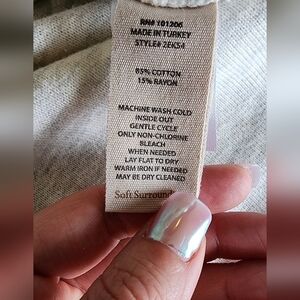 RN# 101206
MADE IN TURKEY
STYLE# 2EK54
85% COTTON
15% RAYON
MACHINE WASH COLD
INSIDE OUT
GENTLE CYCLE
ONLY NON-CHLORINE
BLEACH
WHEN NEEDED
LAY FLAT TO DRY
WARM IRON IF NEEDED
MAY BE DRY CLEANED
Soft Surround